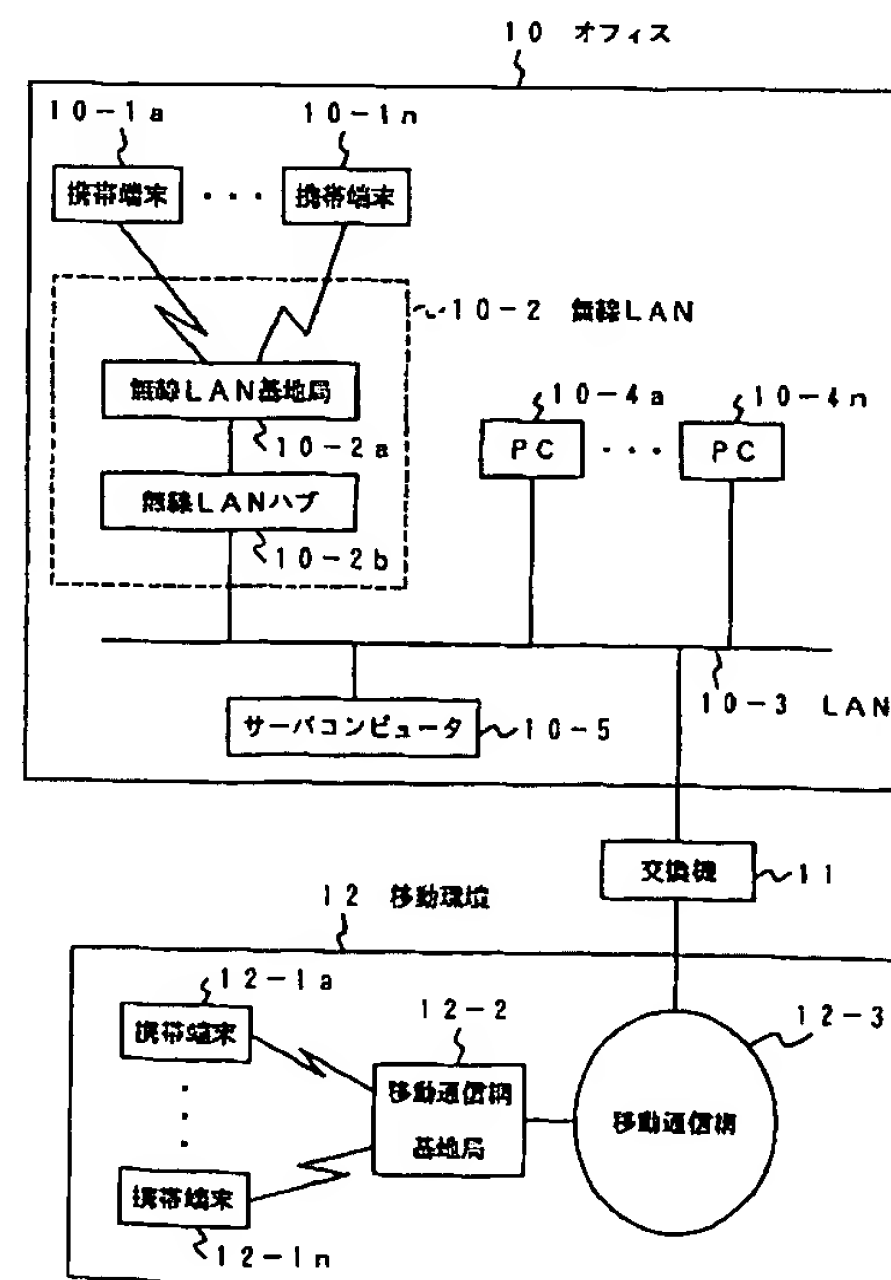 10 オフィス
10-1a
10-1n
携帯端末
・・・
携帯端末
10-2 無線LAN
無線LAN基地局
10-2a
無線LANハブ
10-2b
10-4a
10-4n
PC
・・・
PC
10-3 LAN
サーバコンピュータ
10-5
交換機
11
12 移動環境
12-1a
携帯端末
・
・
・
携帯端末
12-1n
12-2
移動通信網
基地局
12-3
移動通信網